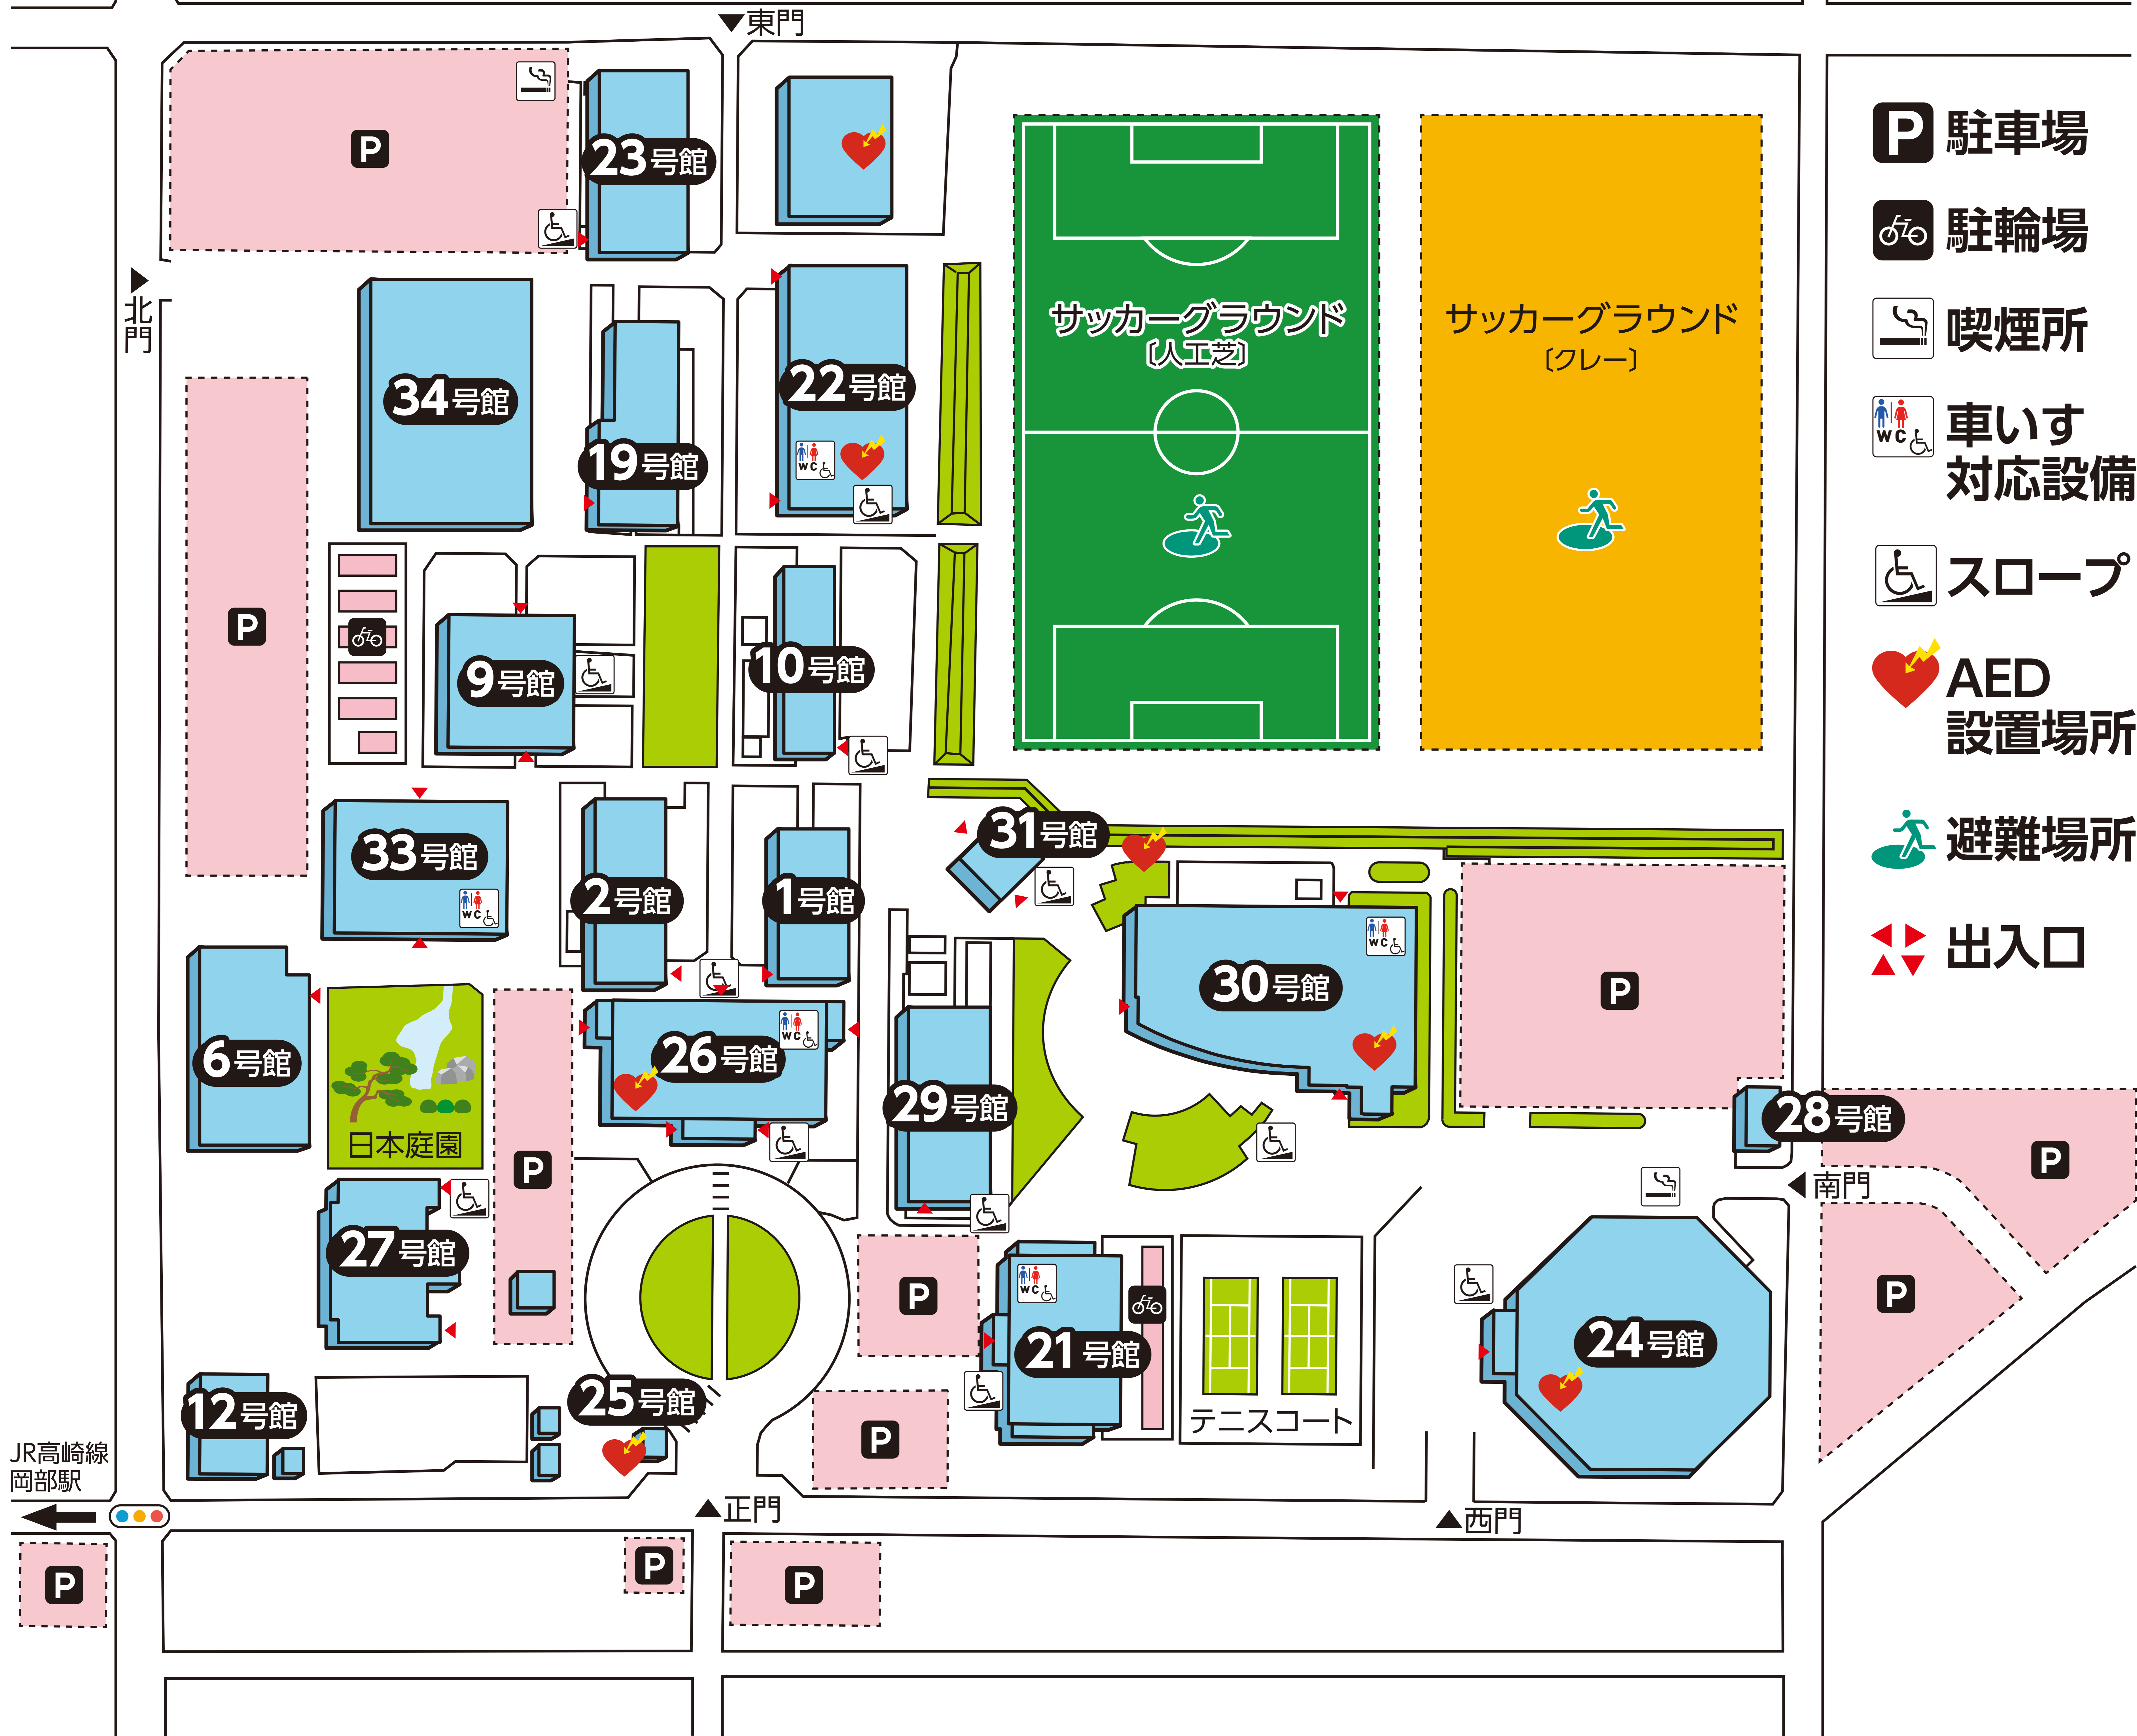 東門
P
23号館
北門
34号館
19号館
22号館
WC
サッカーグラウンド
〔人工芝〕
サッカーグラウンド
〔クレー〕
P
9号館
10号館
33号館
WC
2号館
1号館
31号館
6号館
日本庭園
26号館
WC
29号館
30号館
WC
P
28号館
P
南門
P
27号館
P
P
21号館
WC
テニスコート
24号館
12号館
25号館
P
JR高崎線
岡部駅
正門
西門
P
P
P
P 駐車場
駐輪場
喫煙所
WC
車いす
対応設備
スロープ
AED
設置場所
避難場所
出入口